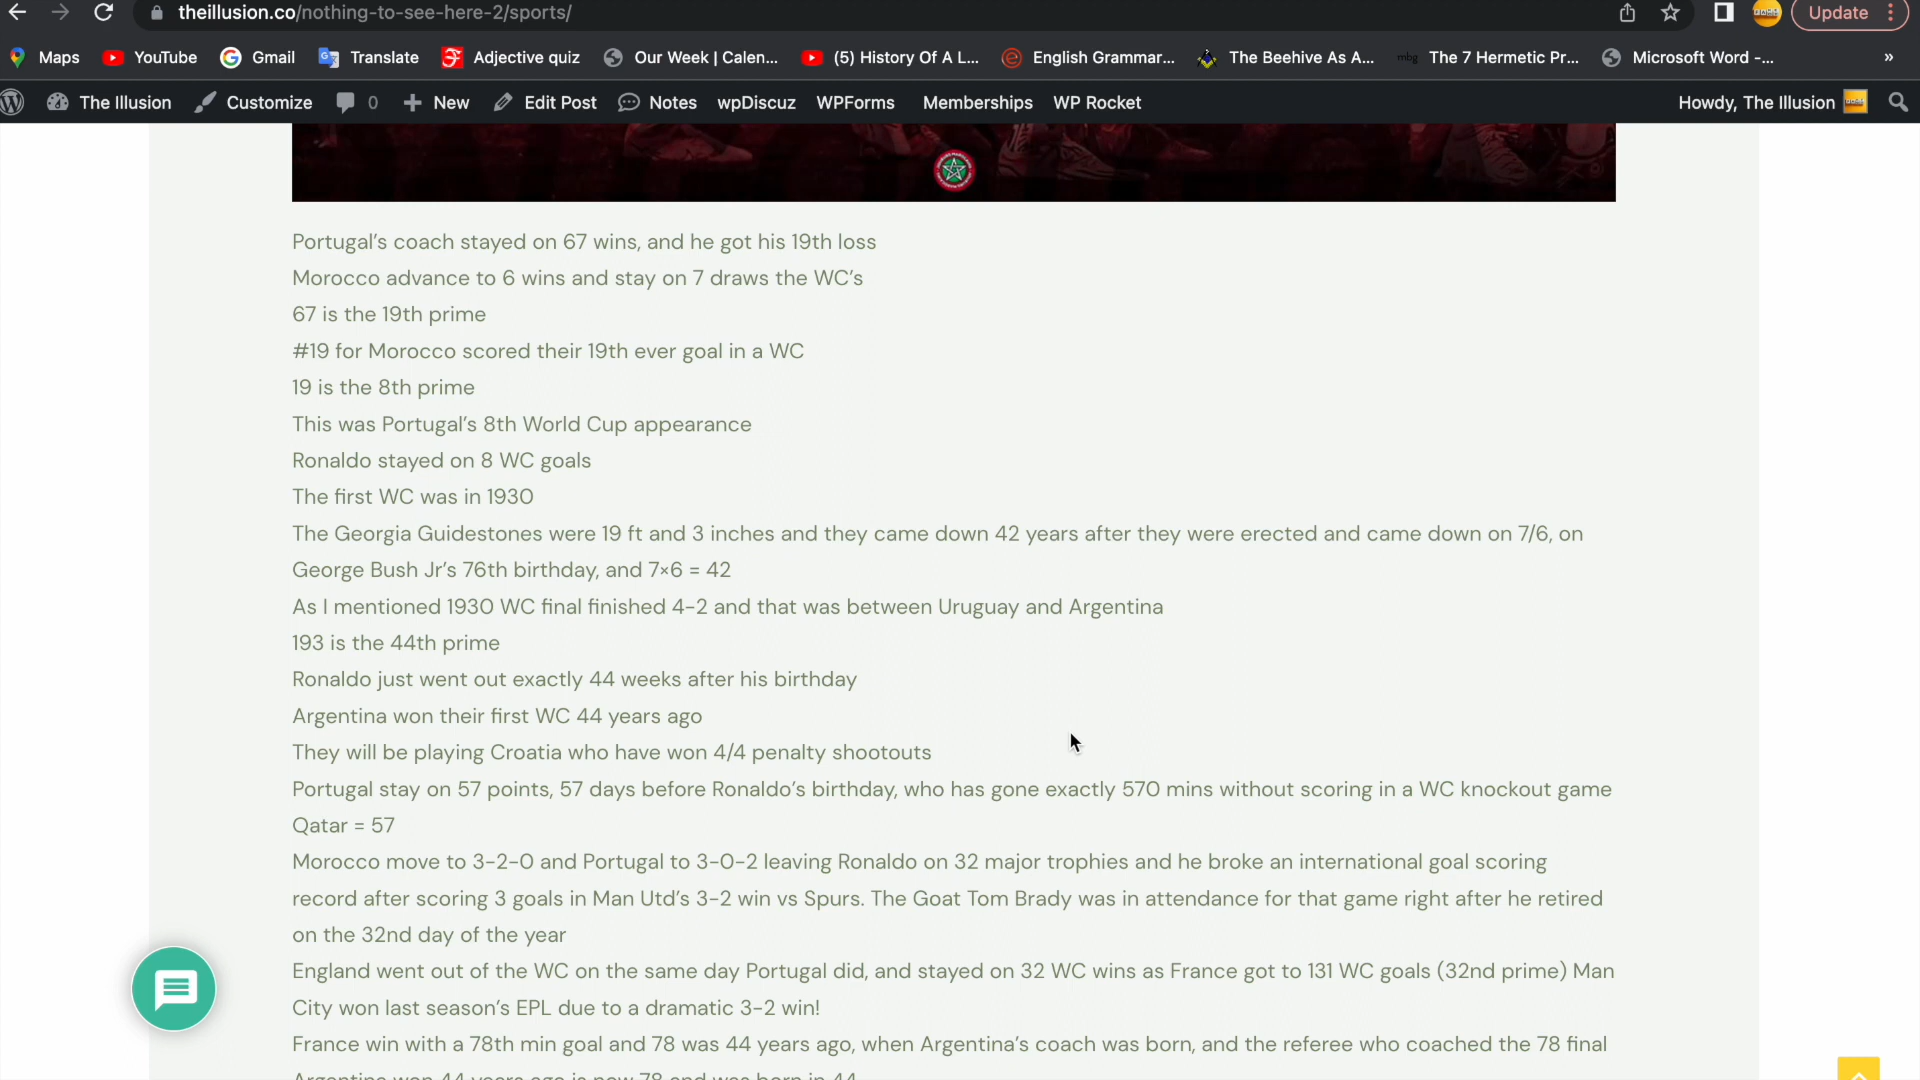 theillusion.co/nothing-to-see-here-2/sports/
Update
Maps YouTube Gmail Translate Adjective quiz Our Week | Calen... (5) History Of A L... English Grammar... The Beehive As A... mbg The 7 Hermetic Pr... Microsoft Word -... »
The Illusion Customize 0 New Edit Post Notes wpDiscuz WPForms Memberships WP Rocket Howdy, The Illusion
Portugal’s coach stayed on 67 wins, and he got his 19th loss
Morocco advance to 6 wins and stay on 7 draws the WC’s
67 is the 19th prime
#19 for Morocco scored their 19th ever goal in a WC
19 is the 8th prime
This was Portugal’s 8th World Cup appearance
Ronaldo stayed on 8 WC goals
The first WC was in 1930
The Georgia Guidestones were 19 ft and 3 inches and they came down 42 years after they were erected and came down on 7/6, on
George Bush Jr’s 76th birthday, and 7×6 = 42
As I mentioned 1930 WC final finished 4-2 and that was between Uruguay and Argentina
193 is the 44th prime
Ronaldo just went out exactly 44 weeks after his birthday
Argentina won their first WC 44 years ago
They will be playing Croatia who have won 4/4 penalty shootouts
Portugal stay on 57 points, 57 days before Ronaldo’s birthday, who has gone exactly 570 mins without scoring in a WC knockout game
Qatar = 57
Morocco move to 3-2-0 and Portugal to 3-0-2 leaving Ronaldo on 32 major trophies and he broke an international goal scoring
record after scoring 3 goals in Man Utd’s 3-2 win vs Spurs. The Goat Tom Brady was in attendance for that game right after he retired
on the 32nd day of the year
England went out of the WC on the same day Portugal did, and stayed on 32 WC wins as France got to 131 WC goals (32nd prime) Man
City won last season’s EPL due to a dramatic 3-2 win!
France win with a 78th min goal and 78 was 44 years ago, when Argentina’s coach was born, and the referee who coached the 78 final
Argentina won 44 years ago is now 78 and was born in 44